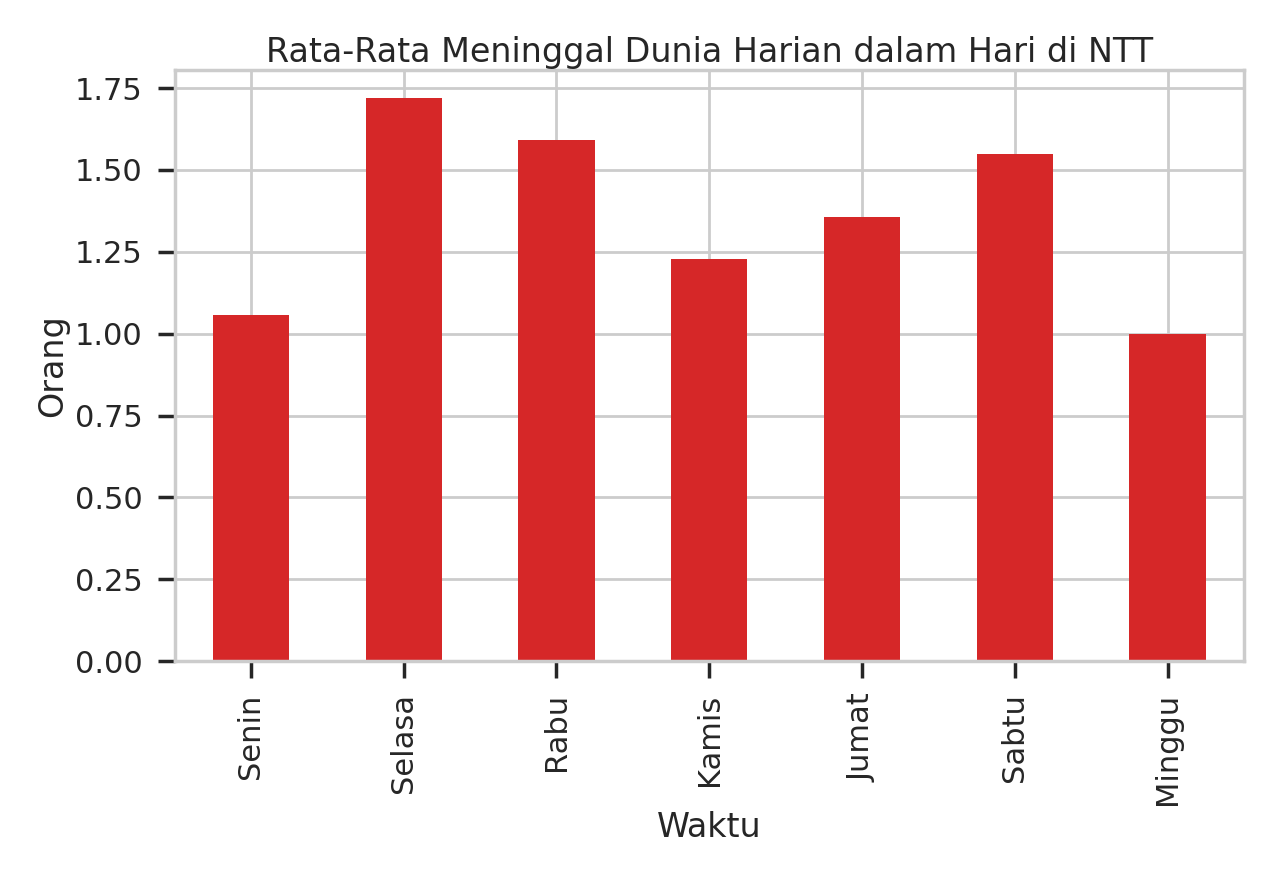 Rata-Rata Meninggal Dunia Harian dalam Hari di NTT
1.75
1.50
1.25
1.00
0.75
0.50
0.25
0.00
Orang
Senin
Selasa
Rabu
Kamis
Jumat
Sabtu
Minggu
Waktu